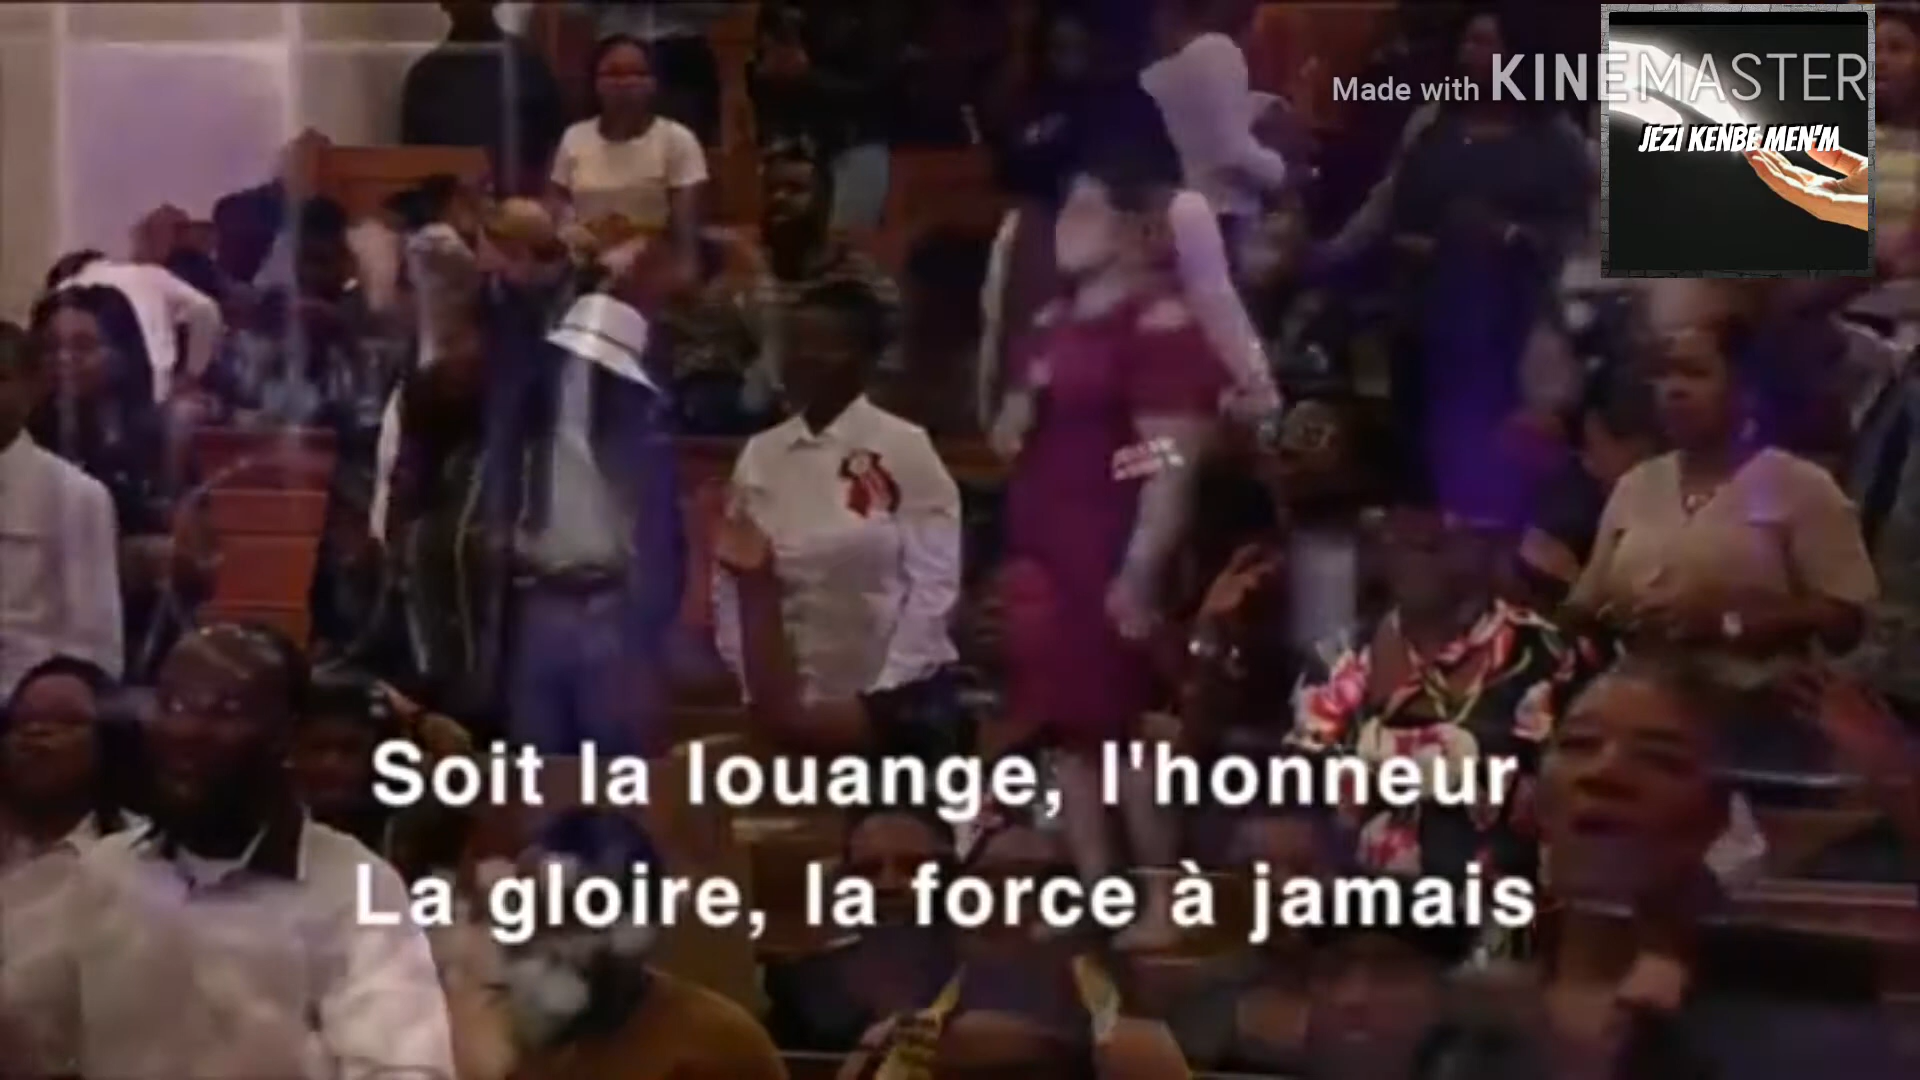 Made with KINEMASTER
JEZI KENBE MEN'M
Soit la louange, l'honneur
La gloire, la force à jamais